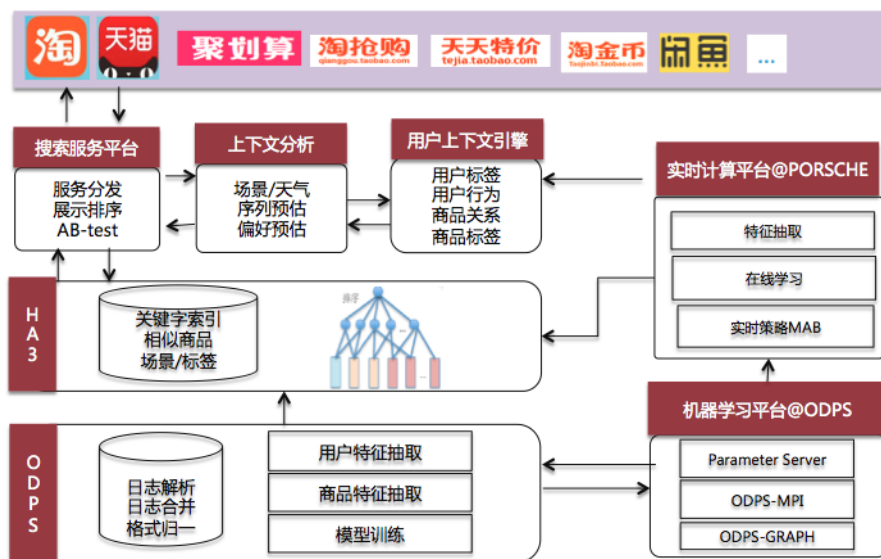 淘
天猫
聚划算
淘抢购
qianggou.taobao.com
天天特价
tejia.taobao.com
淘金币
Taojinbi.taobao.com
闲鱼
...
搜索服务平台
服务分发
展示排序
AB-test
上下文分析
场景/天气
序列预估
偏好预估
用户上下文引擎
用户标签
用户行为
商品关系
商品标签
实时计算平台@PORSCHE
特征抽取
在线学习
实时策略MAB
HA3
关键字索引
相似商品
场景/标签
排序
...
...
机器学习平台@ODPS
Parameter Server
ODPS-MPI
ODPS-GRAPH
ODPS
日志解析
日志合并
格式归一
用户特征抽取
商品特征抽取
模型训练